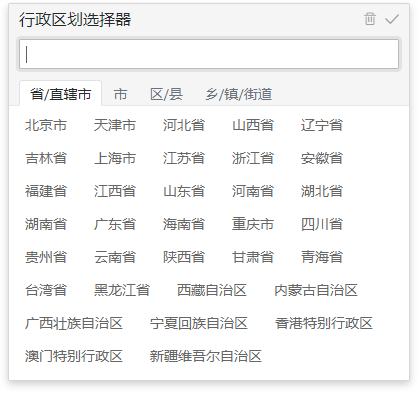 行政区划选择器
省/直辖市 市 区/县 乡/镇/街道
北京市 天津市 河北省 山西省 辽宁省
吉林省 上海市 江苏省 浙江省 安徽省
福建省 江西省 山东省 河南省 湖北省
湖南省 广东省 海南省 重庆市 四川省
贵州省 云南省 陕西省 甘肃省 青海省
台湾省 黑龙江省 西藏自治区 内蒙古自治区
广西壮族自治区 宁夏回族自治区 香港特别行政区
澳门特别行政区 新疆维吾尔自治区